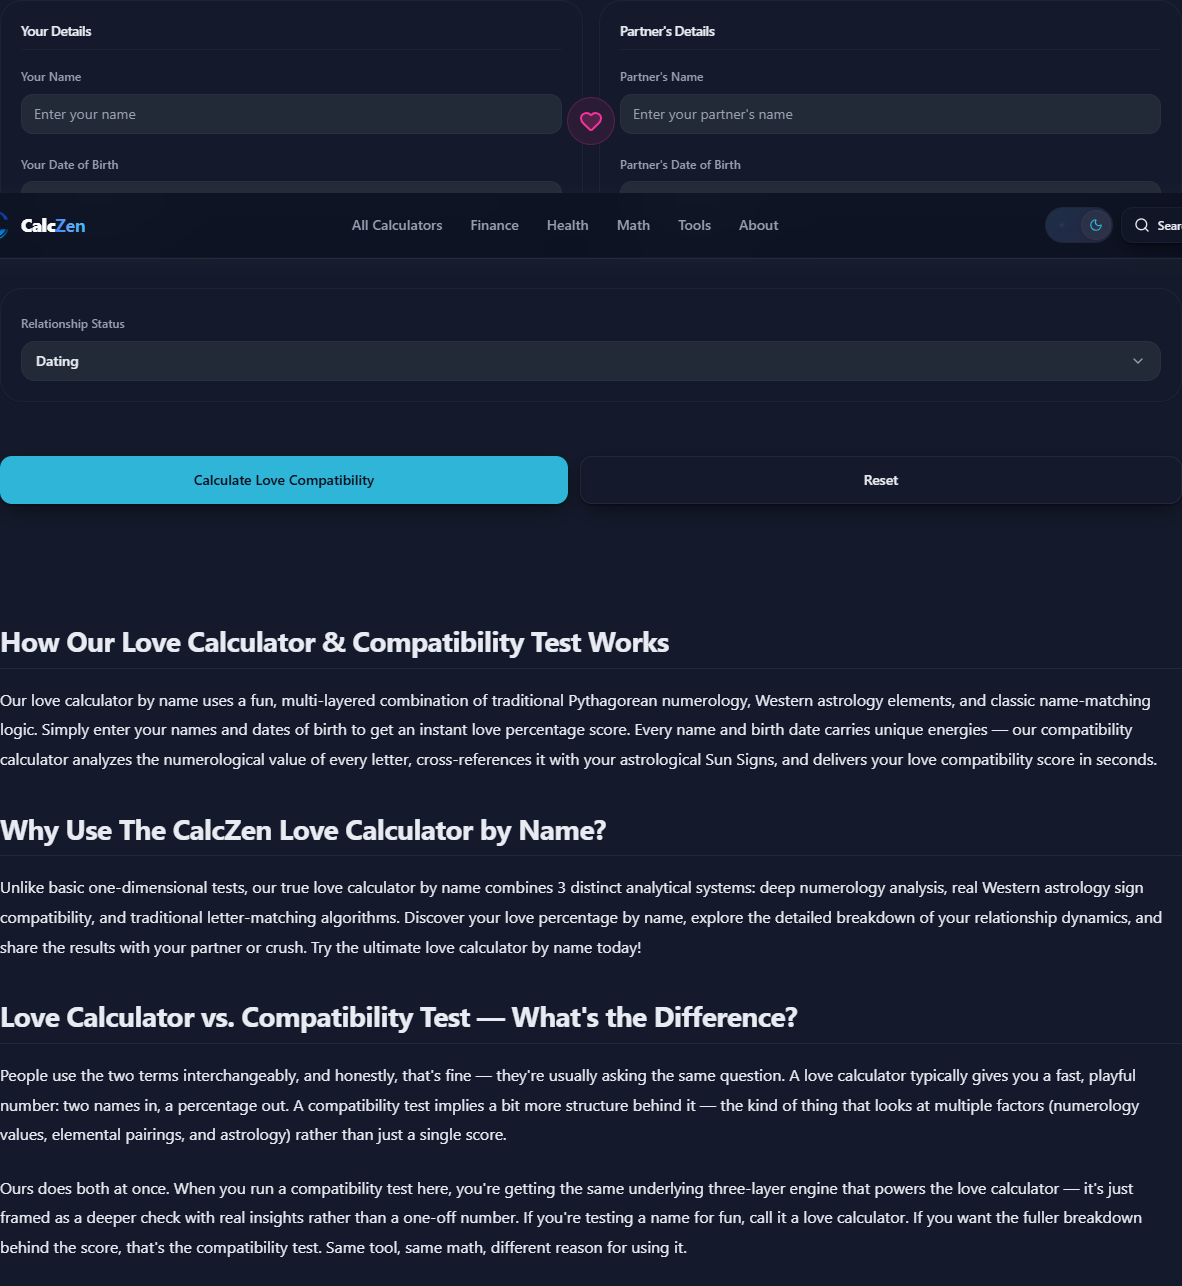 Your Details
Your Name
Enter your name
Your Date of Birth
Partner's Details
Partner's Name
Enter your partner's name
Partner's Date of Birth
CalcZen
All Calculators
Finance
Health
Math
Tools
About
Sear
Relationship Status
Dating
Calculate Love Compatibility
Reset
How Our Love Calculator & Compatibility Test Works
Our love calculator by name uses a fun, multi-layered combination of traditional Pythagorean numerology, Western astrology elements, and classic name-matching
logic. Simply enter your names and dates of birth to get an instant love percentage score. Every name and birth date carries unique energies — our compatibility
calculator analyzes the numerological value of every letter, cross-references it with your astrological Sun Signs, and delivers your love compatibility score in seconds.
Why Use The CalcZen Love Calculator by Name?
Unlike basic one-dimensional tests, our true love calculator by name combines 3 distinct analytical systems: deep numerology analysis, real Western astrology sign
compatibility, and traditional letter-matching algorithms. Discover your love percentage by name, explore the detailed breakdown of your relationship dynamics, and
share the results with your partner or crush. Try the ultimate love calculator by name today!
Love Calculator vs. Compatibility Test — What's the Difference?
People use the two terms interchangeably, and honestly, that's fine — they're usually asking the same question. A love calculator typically gives you a fast, playful
number: two names in, a percentage out. A compatibility test implies a bit more structure behind it — the kind of thing that looks at multiple factors (numerology
values, elemental pairings, and astrology) rather than just a single score.
Ours does both at once. When you run a compatibility test here, you're getting the same underlying three-layer engine that powers the love calculator — it's just
framed as a deeper check with real insights rather than a one-off number. If you're testing a name for fun, call it a love calculator. If you want the fuller breakdown
behind the score, that's the compatibility test. Same tool, same math, different reason for using it.